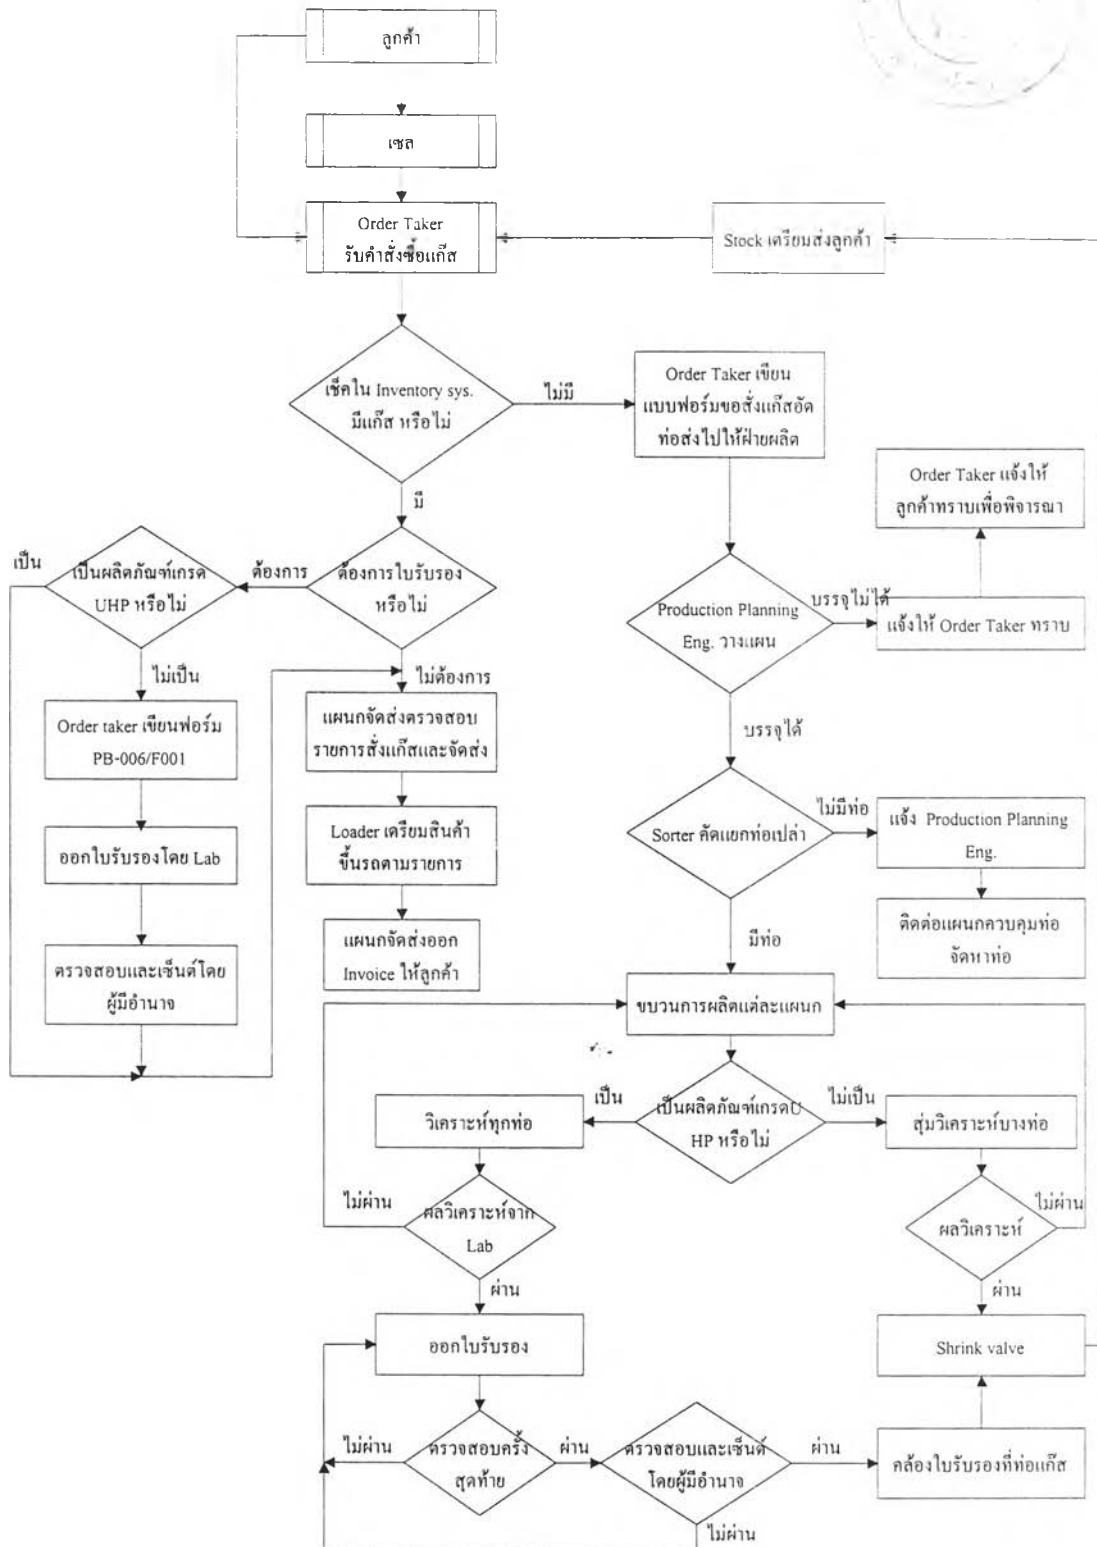 ลูกค้า
เซล
Order Taker
รับคำสั่งซื้อแก๊ส
Stock เตรียมส่งลูกค้า
เช็คใน Inventory sys.
มีแก๊ส หรือไม่
ไม่มี
Order Taker เขียน
แบบฟอร์มขอสั่งแก๊สอัด
ท่อส่งไปให้ฝ่ายผลิต
Order Taker แจ้งให้
ลูกค้าทราบเพื่อพิจารณา
มี
เป็น
เป็นผลิตภัณฑ์เกรด
UHP หรือไม่
ต้องการ
ต้องการใบรับรอง
หรือไม่
Production Planning
Eng. วางแผน
บรรจุไม่ได้
แจ้งให้ Order Taker ทราบ
ไม่เป็น
ไม่ต้องการ
Order taker เขียนฟอร์ม
PB-006/F001
แผนกจัดส่งตรวจสอบ
รายการสั่งแก๊สและจัดส่ง
บรรจุได้
ออกใบรับรองโดย Lab
Loader เตรียมสินค้า
ขึ้นรถตามรายการ
Sorter คัดแยกท่อเปล่า
ไม่มีท่อ
แจ้ง Production Planning
Eng.
ตรวจสอบและเซ็นต์โดย
ผู้มีอำนาจ
แผนกจัดส่งออก
Invoice ให้ลูกค้า
มีท่อ
ติดต่อแผนกควบคุมท่อ
จัดหาท่อ
ขบวนการผลิตแต่ละแผนก
วิเคราะห์ทุกท่อ
เป็น
เป็นผลิตภัณฑ์เกรดU
HP หรือไม่
ไม่เป็น
สุ่มวิเคราะห์บางท่อ
ไม่ผ่าน
ผลวิเคราะห์จาก
Lab
ผลวิเคราะห์
ไม่ผ่าน
ผ่าน
ผ่าน
ออกใบรับรอง
Shrink valve
ไม่ผ่าน
ตรวจสอบครั้ง
สุดท้าย
ผ่าน
ตรวจสอบและเซ็นต์
โดยผู้มีอำนาจ
ผ่าน
คล้องใบรับรองที่ท่อแก๊ส
ไม่ผ่าน